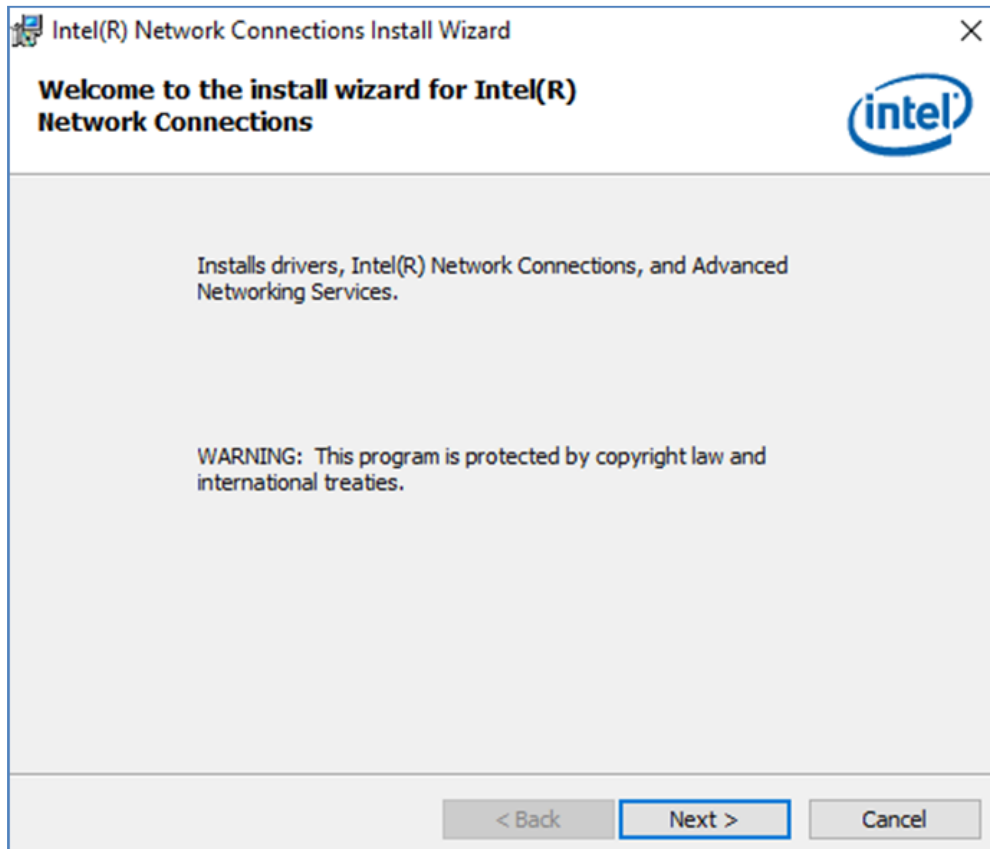 Intel(R) Network Connections Install Wizard
Welcome to the install wizard for Intel(R)
Network Connections
intel
Installs drivers, Intel(R) Network Connections, and Advanced
Networking Services.
WARNING:  This program is protected by copyright law and
international treaties.
< Back
Next >
Cancel